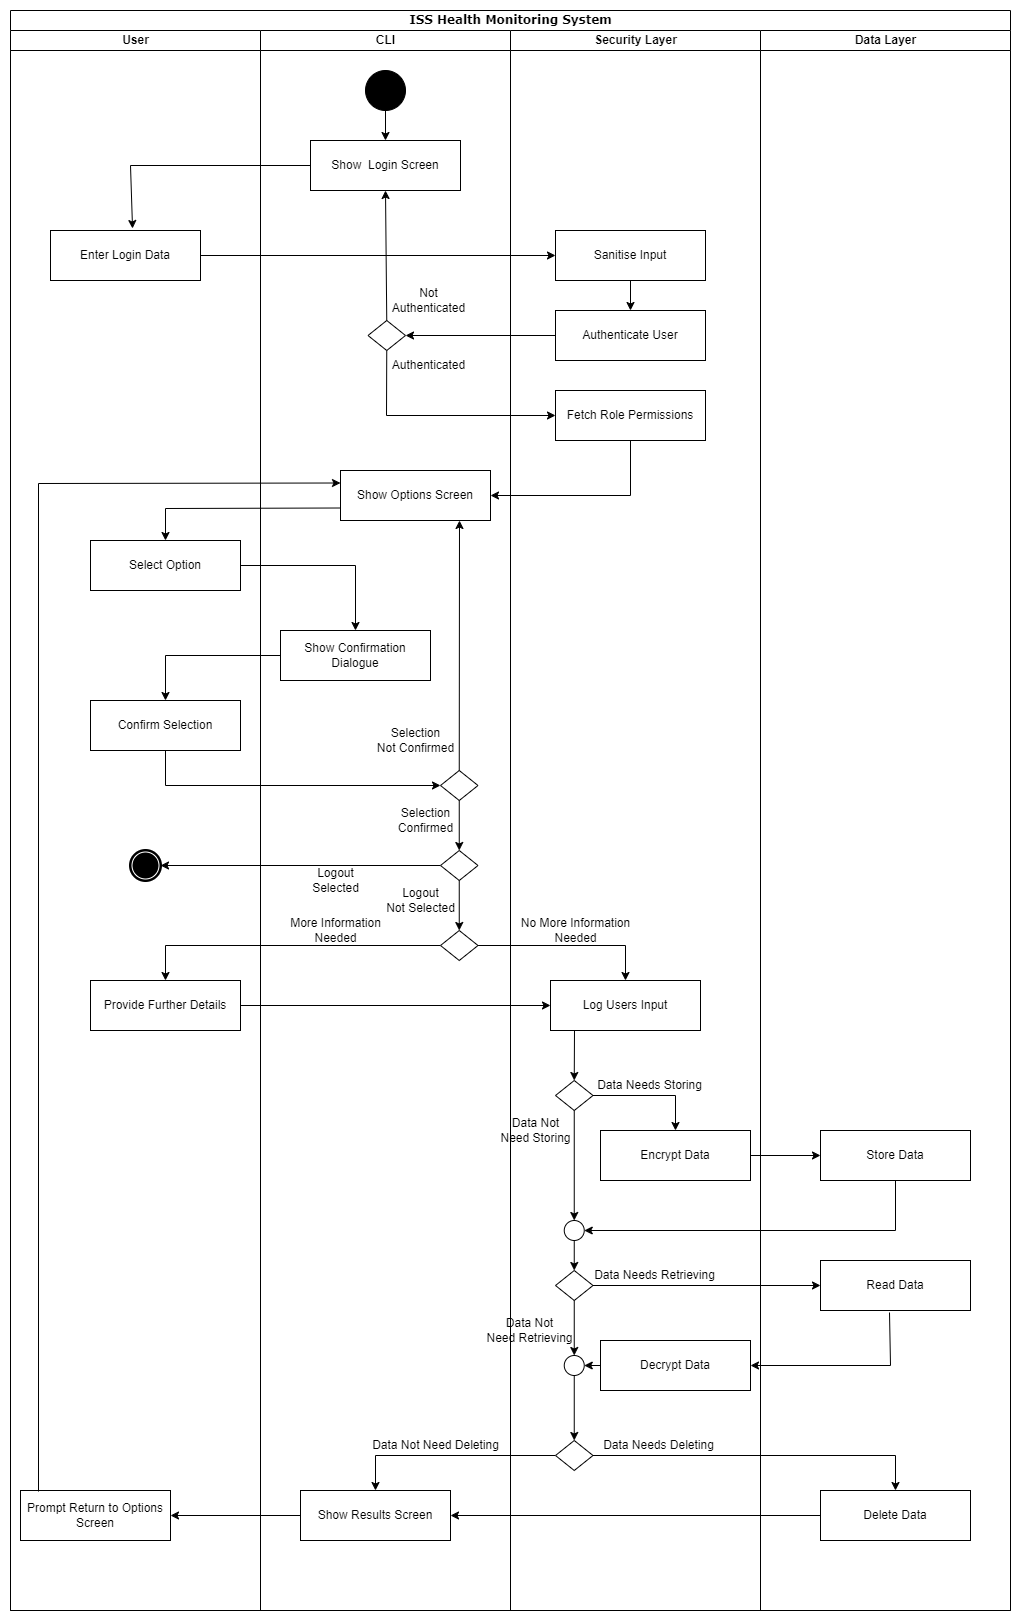 ISS Health Monitoring System
User
CLI
Security Layer
Data Layer
Show  Login Screen
Enter Login Data
Sanitise Input
Not
Authenticated
Authenticate User
Authenticated
Fetch Role Permissions
Show Options Screen
Select Option
Show Confirmation
Dialogue
Confirm Selection
Selection
Not Confirmed
Selection
Confirmed
Logout
Selected
Logout
Not Selected
More Information
Needed
No More Information
Needed
Provide Further Details
Log Users Input
Data Needs Storing
Data Not
Need Storing
Encrypt Data
Store Data
Data Needs Retrieving
Read Data
Data Not
Need Retrieving
Decrypt Data
Data Not Need Deleting
Data Needs Deleting
Prompt Return to Options
Screen
Show Results Screen
Delete Data